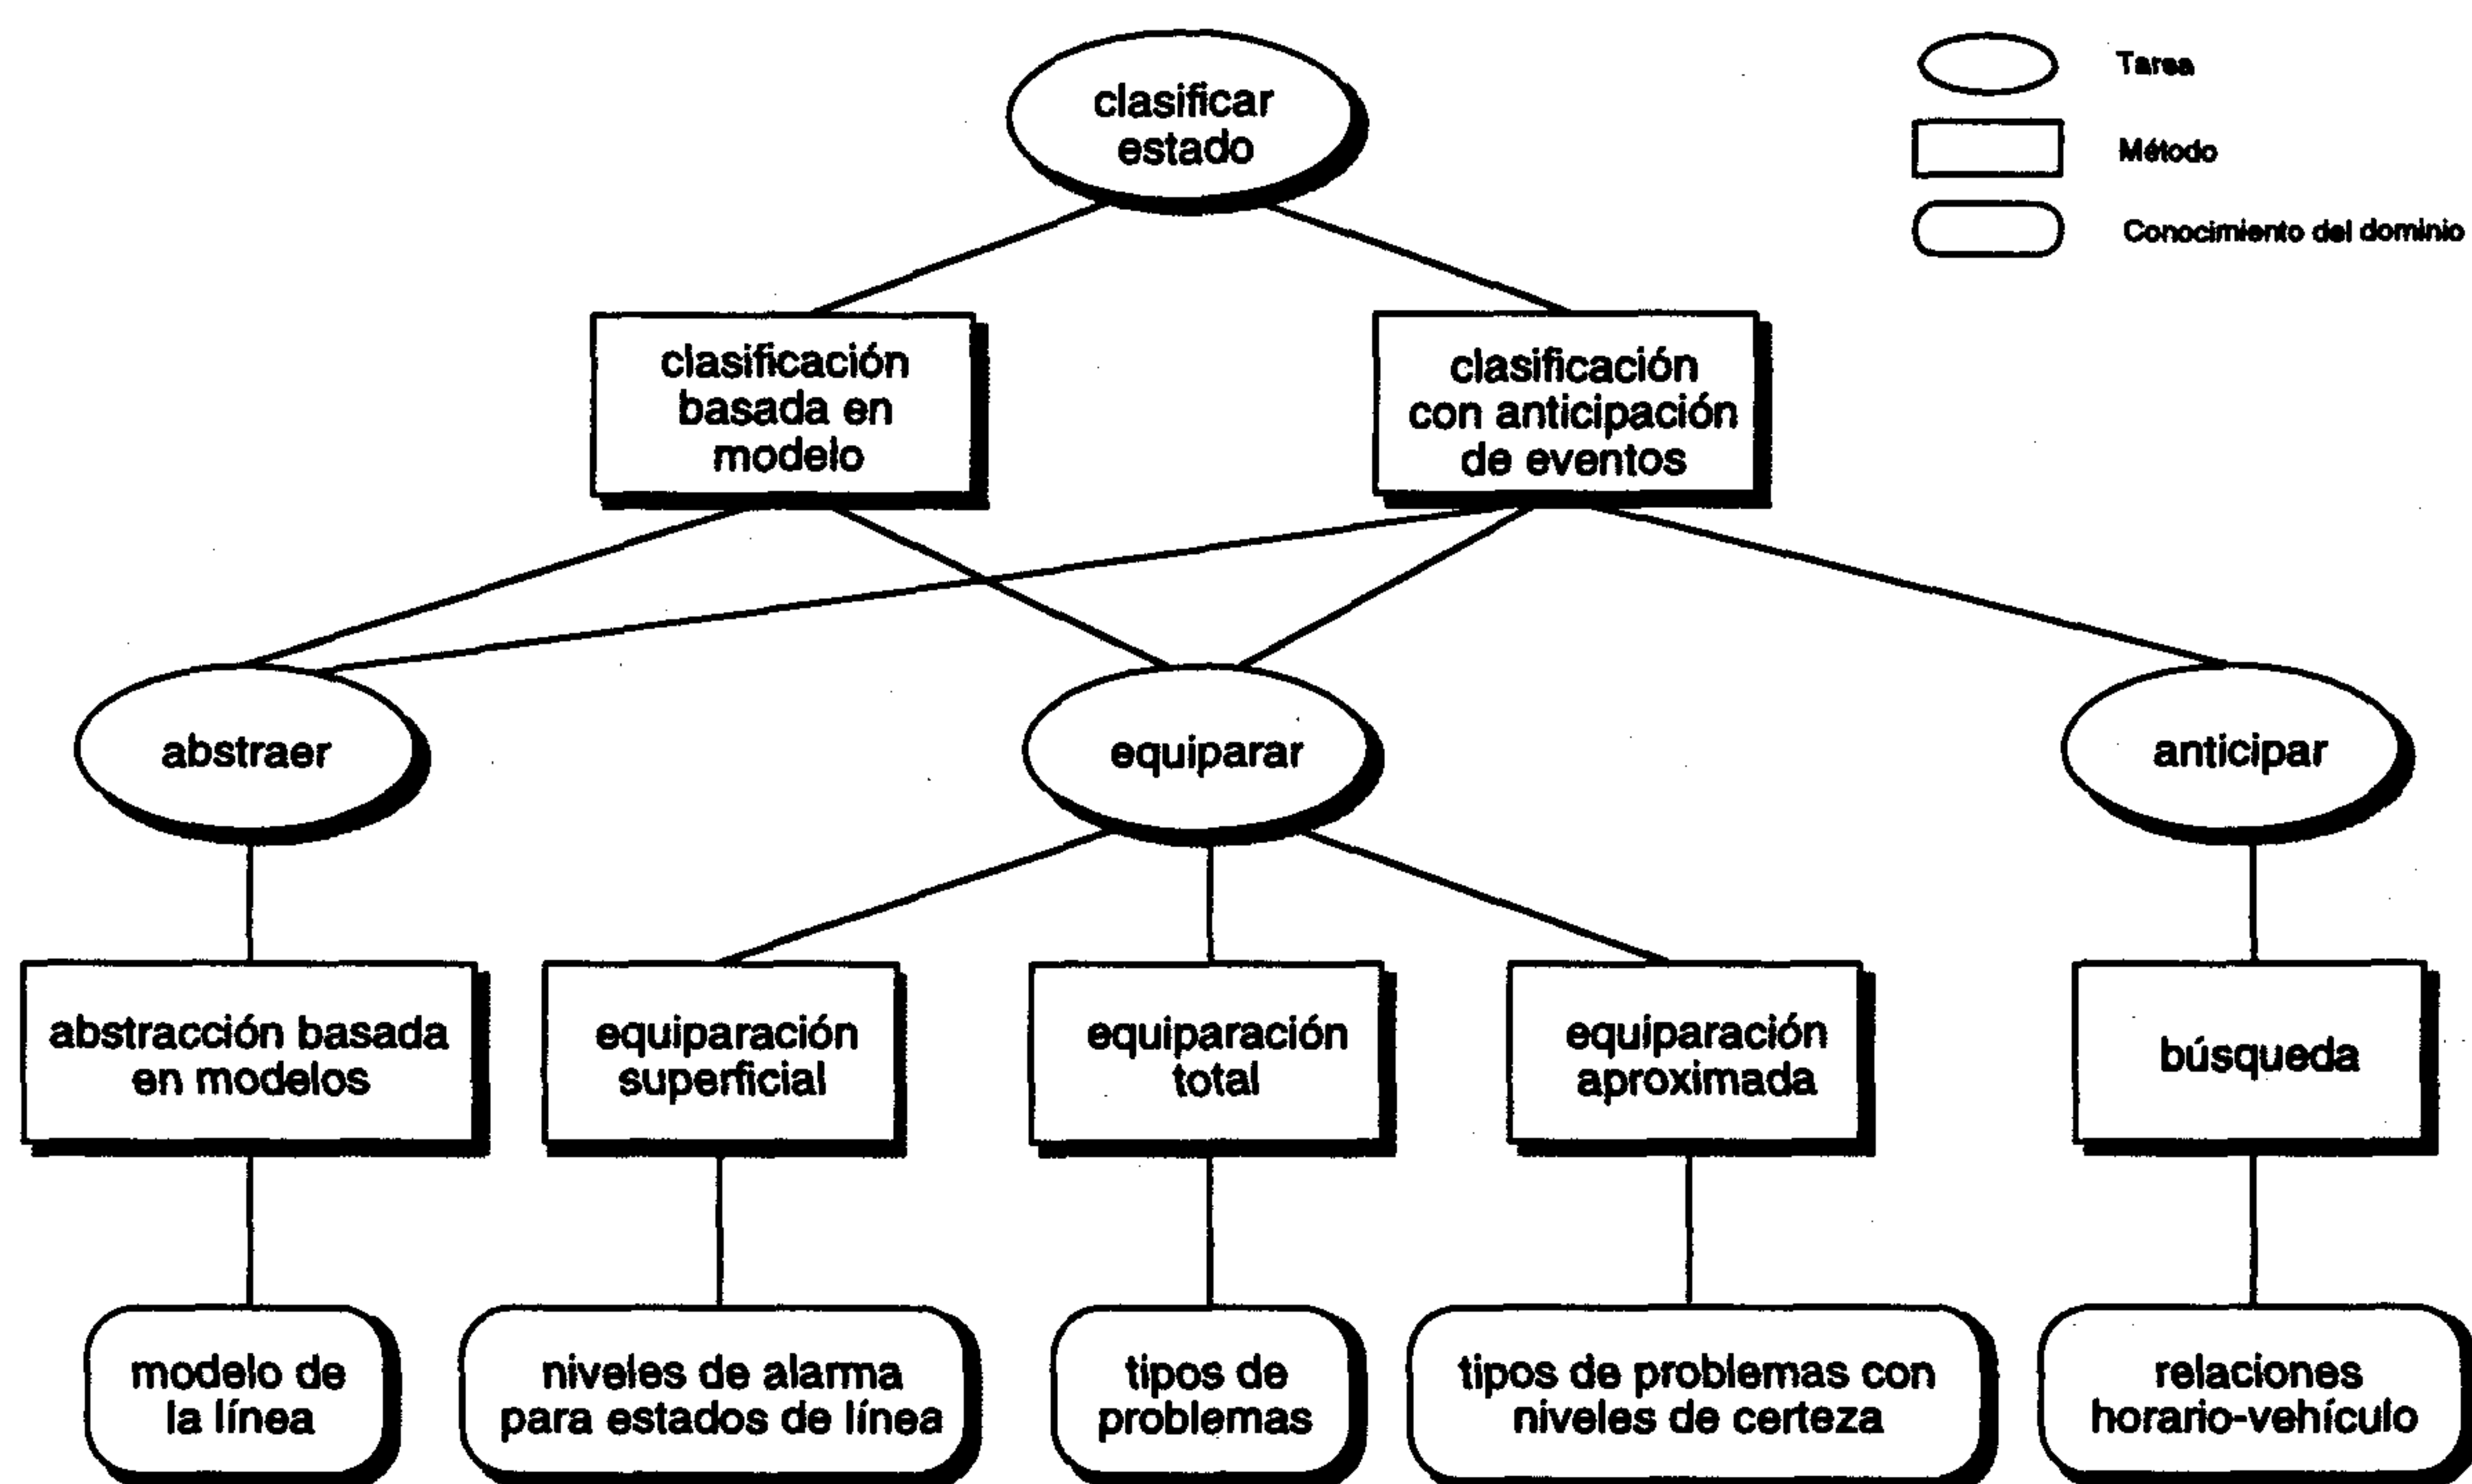 clasificar
estado
Tarea
Método
Conocimiento del dominio
clasificación
basada en
modelo
clasificación
con anticipación
de eventos
abstraer
equiparar
anticipar
abstracción basada
en modelos
equiparación
superficial
equiparación
total
equiparación
aproximada
búsqueda
modelo de
la línea
niveles de alarma
para estados de línea
tipos de
problemas
tipos de problemas con
niveles de certeza
relaciones
horario-vehículo